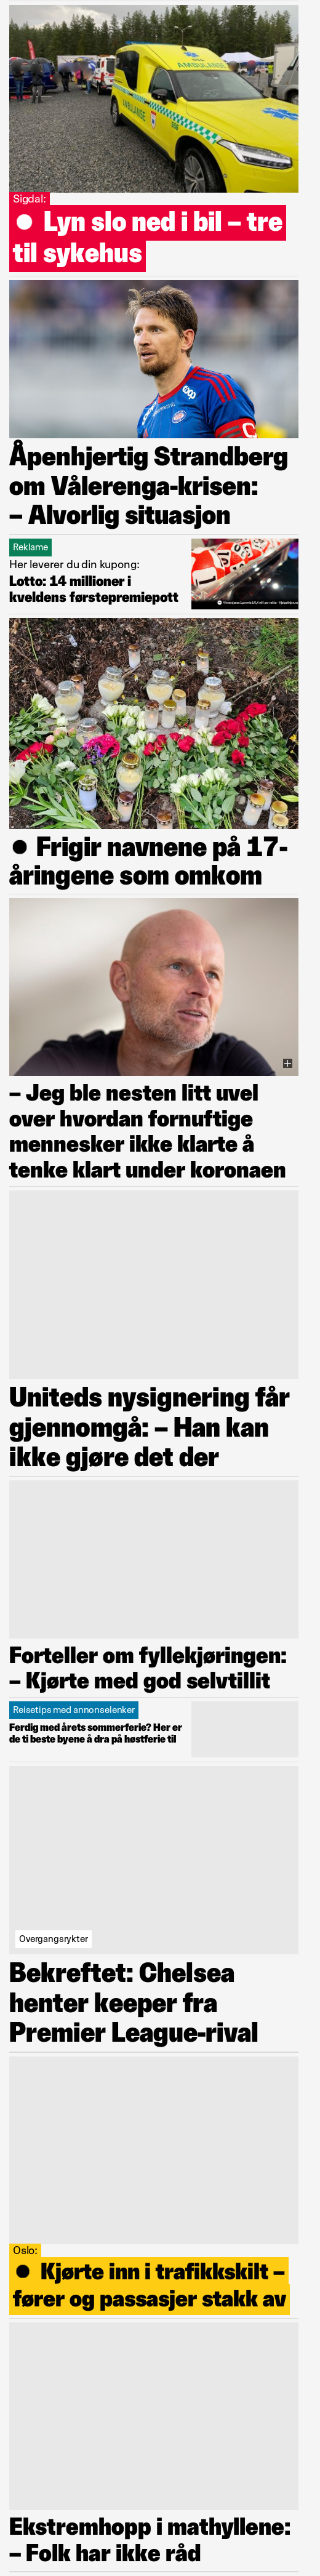 AMBULANSE
AMBULANSE
Sigdal:
Lyn slo ned i bil – tre
til sykehus
Åpenhjertig Strandberg
om Vålerenga-krisen:
– Alvorlig situasjon
Reklame
Her leverer du din kupong:
Lotto: 14 millioner i
kveldens førstepremiepott
Frigir navnene på 17-
åringene som omkom
– Jeg ble nesten litt uvel
over hvordan fornuftige
mennesker ikke klarte å
tenke klart under koronaen
Uniteds nysignering får
gjennomgå: – Han kan
ikke gjøre det der
Forteller om fyllekjøringen:
– Kjørte med god selvtillit
Reisetips med annonselenker
Ferdig med årets sommerferie? Her er
de ti beste byene å dra på høstferie til
Overgangsrykter
Bekreftet: Chelsea
henter keeper fra
Premier League-rival
Oslo:
Kjørte inn i trafikkskilt –
fører og passasjer stakk av
Ekstremhopp i mathyllene:
– Folk har ikke råd